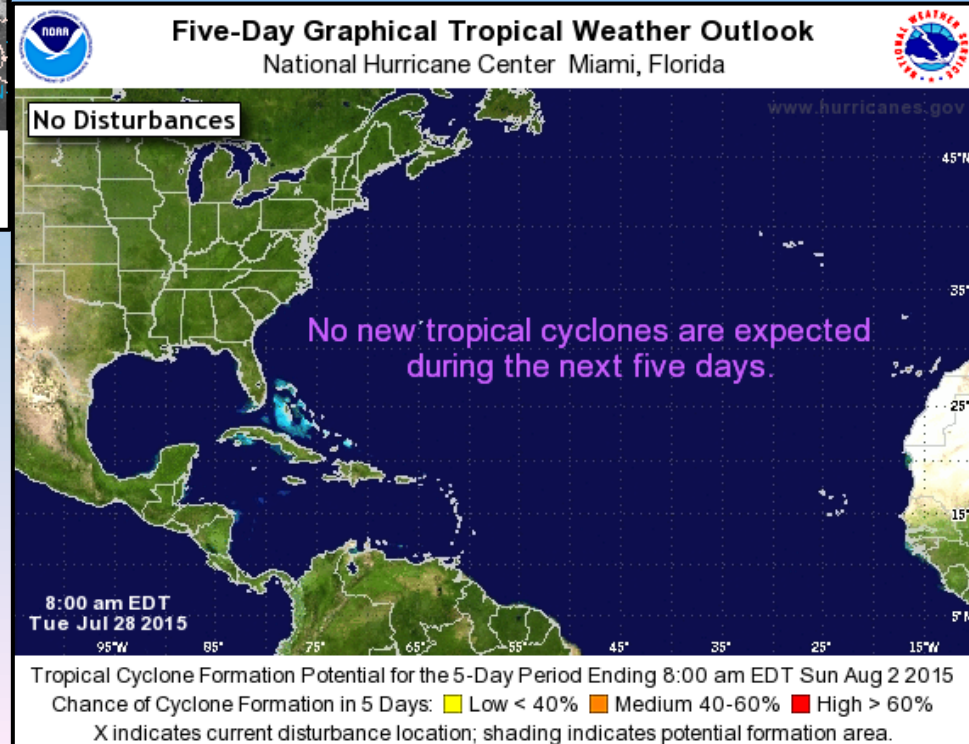 Five-Day Graphical Tropical Weather Outlook
National Hurricane Center Miami, Florida
NOAA
NATIONAL WEATHER SERVICE
No Disturbances
www.hurricanes.gov
45°N
35°
No new tropical cyclones are expected
during the next five days.
25°
15°
8:00 am EDT
Tue Jul 28 2015
5°N
95°W 85° 75° 65° 55° 45° 35° 25° 15°W
Tropical Cyclone Formation Potential for the 5-Day Period Ending 8:00 am EDT Sun Aug 2 2015
Chance of Cyclone Formation in 5 Days: Low < 40% Medium 40-60% High > 60%
X indicates current disturbance location; shading indicates potential formation area.